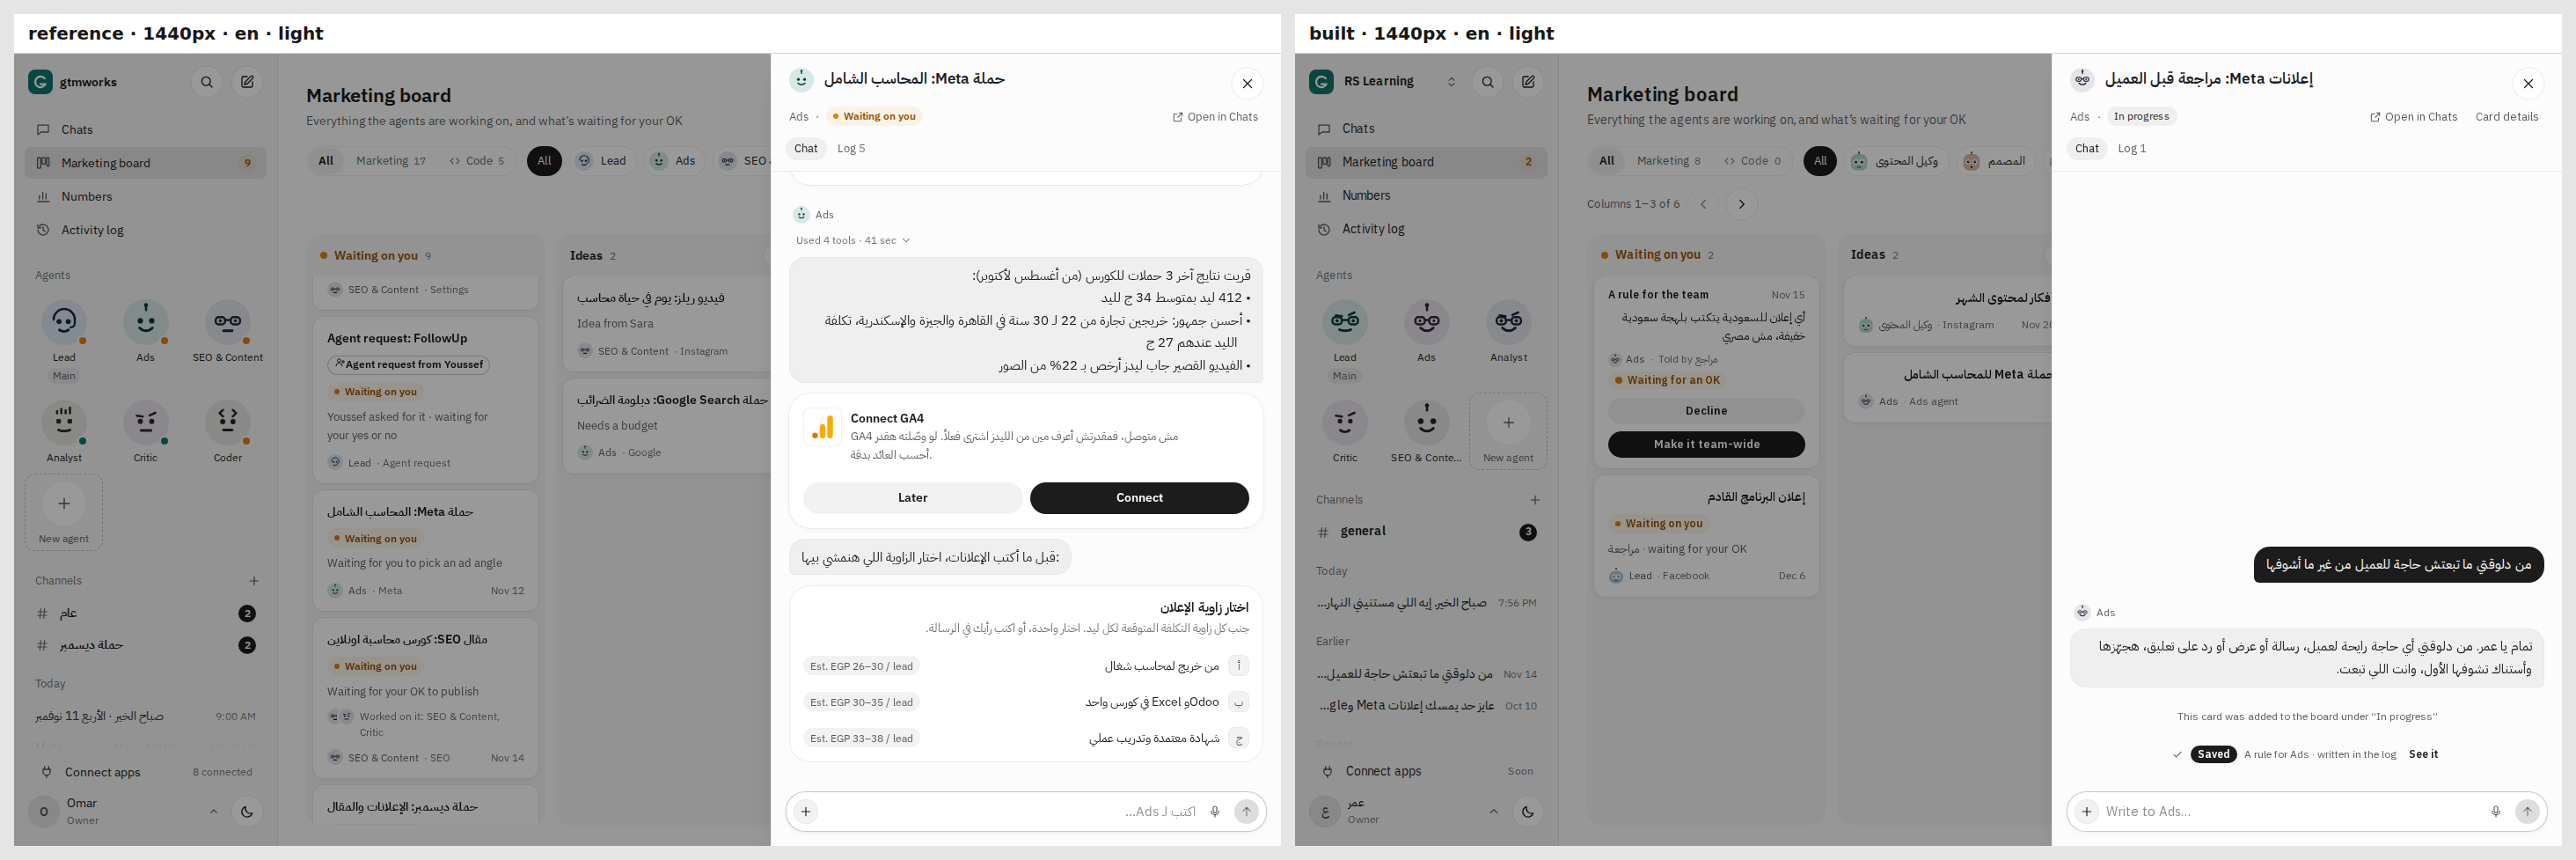 reference · 1440px · en · light
gtmworks
Chats
Marketing board 9
Numbers
Activity log
Agents
Lead
Main
Ads
SEO & Content
Analyst
Critic
Coder
New agent
Channels
# عام 2
# حملة ديسمبر 2
Today
صباح الخير · الأربع 11 نوفمبر 9:00 AM
Connect apps 8 connected
O Omar
Owner
Marketing board
Everything the agents are working on, and what's waiting for your OK
All Marketing 17 Code 5 All Lead Ads SEO
Waiting on you 9
SEO & Content · Settings
Agent request: FollowUp
Agent request from Youssef
Waiting on you
Youssef asked for it · waiting for
your yes or no
Lead · Agent request
حملة Meta: المحاسب الشامل
Waiting on you
Waiting for you to pick an ad angle
Ads · Meta Nov 12
مقال SEO: كورس محاسبة اونلاين
Waiting on you
Waiting for your OK to publish
Worked on it: SEO & Content,
Critic
SEO & Content · SEO Nov 14
حملة ديسمبر: الإعلانات والمقال
Ideas 2
فيديو ريلز: يوم في حياة محاسب
Idea from Sara
SEO & Content · Instagram
حملة Google Search: دبلومة الضرائب
Needs a budget
Ads · Google
حملة Meta: المحاسب الشامل
Ads · Waiting on you
Open in Chats
Chat Log 5
Ads
Used 4 tools · 41 sec
قريت نتايج آخر 3 حملات للكورس (من أغسطس لأكتوبر):
• 412 ليد بمتوسط 34 ج لليد
• أحسن جمهور: خريجين تجارة من 22 لـ 30 سنة في القاهرة والجيزة والإسكندرية، تكلفة
الليد عندهم 27 ج
• الفيديو القصير جاب ليدز أرخص بـ 22% من الصور
Connect GA4
GA4 مش متوصل، فمقدرتش أعرف مين من الليدز اشترى فعلاً. لو وصّلته هقدر
أحسب العائد بدقة.
Later
Connect
قبل ما أكتب الإعلانات، اختار الزاوية اللي هنمشي بيها:
اختار زاوية الإعلان
جنب كل زاوية التكلفة المتوقعة لكل ليد. اختار واحدة، أو اكتب رأيك في الرسالة.
أ من خريج لمحاسب شغال Est. EGP 26–30 / lead
ب Odooو Excel في كورس واحد Est. EGP 30–35 / lead
ج شهادة معتمدة وتدريب عملي Est. EGP 33–38 / lead
اكتب لـ Ads...
built · 1440px · en · light
RS Learning
Chats
Marketing board 2
Numbers
Activity log
Agents
Lead
Main
Ads
Analyst
Critic
SEO & Conte...
New agent
Channels
# general 3
Today
صباح الخير. إيه اللي مستنيني النهار... 7:56 PM
Earlier
من دلوقتي ما تبعتش حاجة للعميل... Nov 14
عايز حد يمسك إعلانات Meta وgle... Oct 10
Recent
Connect apps Soon
ع عمر
Owner
Marketing board
Everything the agents are working on, and what's waiting for your OK
All Marketing 8 Code 0 All وكيل المحتوى المصمم
Columns 1–3 of 6
Waiting on you 2
A rule for the team Nov 15
أي إعلان للسعودية يتكتب بلهجة سعودية
خفيفة، مش مصري
Ads · Told by مراجع
Waiting for an OK
Decline
Make it team-wide
إعلان البرنامج القادم
Waiting on you
مراجعة · waiting for your OK
Lead · Facebook Dec 6
Ideas 2
فكار لمحتوى الشهر
وكيل المحتوى · Instagram Nov 20
حملة Meta للمحاسب الشامل
Ads · Ads agent
إعلانات Meta: مراجعة قبل العميل
Ads · In progress
Open in Chats Card details
Chat Log 1
من دلوقتي ما تبعتش حاجة للعميل من غير ما أشوفها
Ads
تمام يا عمر. من دلوقتي أي حاجة رايحة لعميل، رسالة أو عرض أو رد على تعليق، هجهّزها
وأستناك تشوفها الأول، وانت اللي تبعت.
This card was added to the board under "In progress"
Saved A rule for Ads · written in the log See it
Write to Ads...